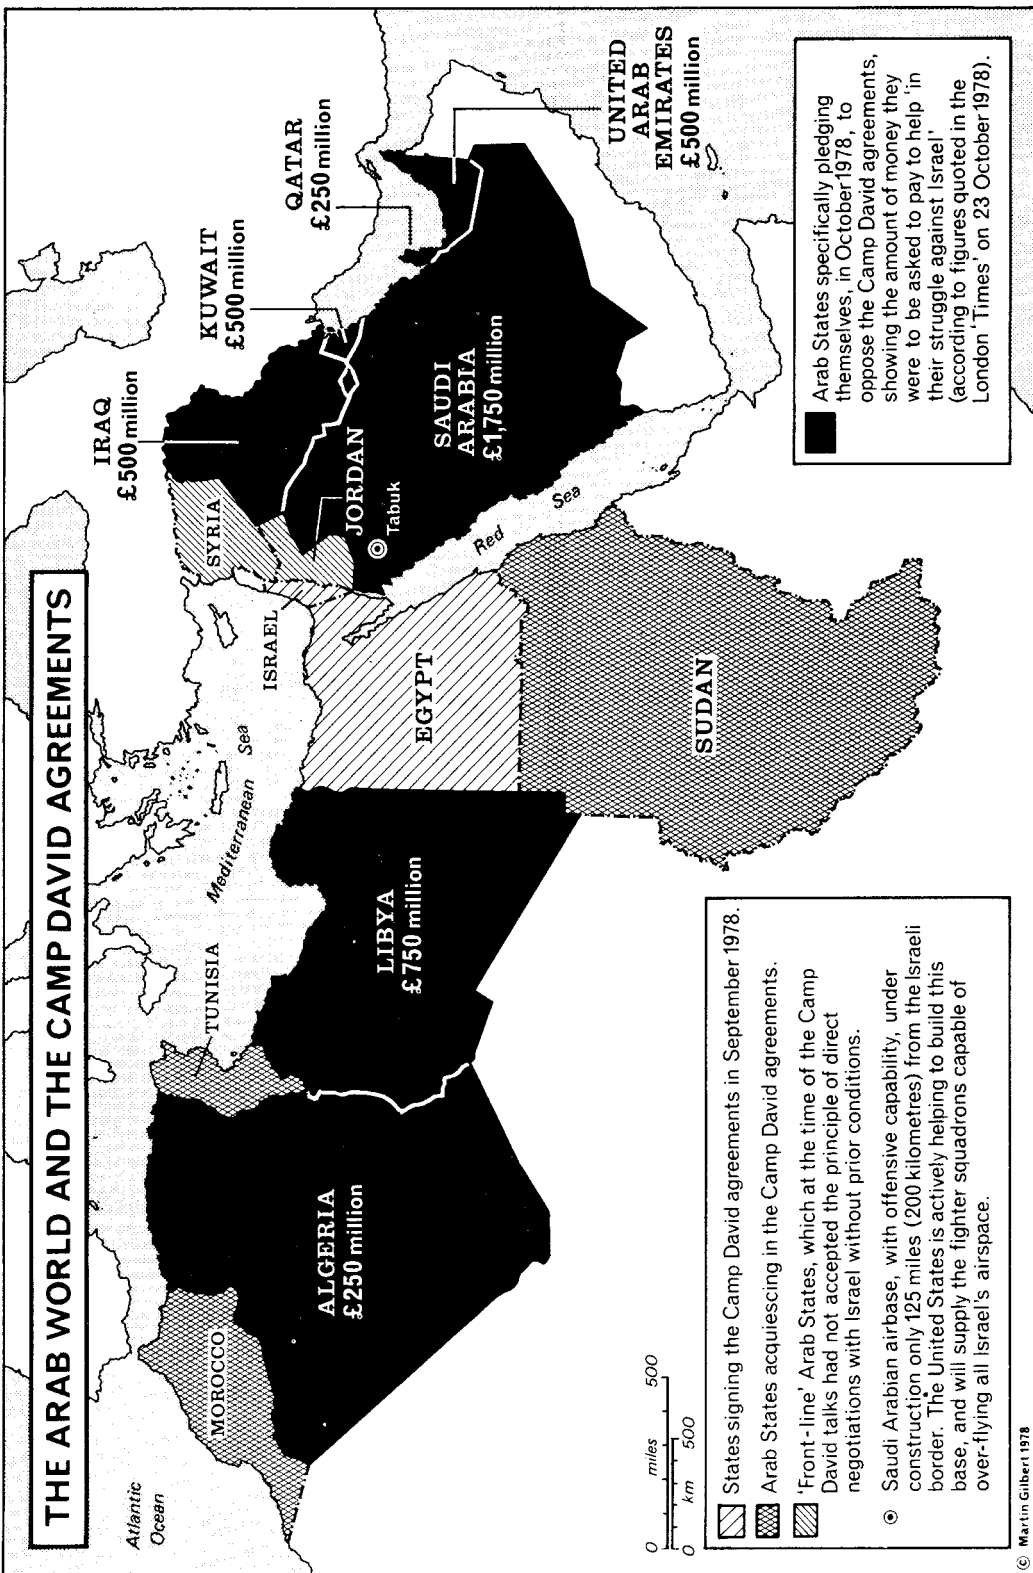 THE ARAB WORLD AND THE CAMP DAVID AGREEMENTS
Atlantic
Ocean
MOROCCO
ALGERIA
£250 million
TUNISIA
LIBYA
£750 million
Mediterranean Sea
EGYPT
SUDAN
ISRAEL
SYRIA
JORDAN
Tabuk
Red Sea
IRAQ
£500 million
KUWAIT
£500 million
SAUDI
ARABIA
£1,750 million
QATAR
£250 million
UNITED
ARAB
EMIRATES
£500 million
0 miles 500
0 km 500
States signing the Camp David agreements in September 1978.
Arab States acquiescing in the Camp David agreements.
'Front-line' Arab States, which at the time of the Camp
David talks had not accepted the principle of direct
negotiations with Israel without prior conditions.
Saudi Arabian airbase, with offensive capability, under
construction only 125 miles (200 kilometres) from the Israeli
border. The United States is actively helping to build this
base, and will supply the fighter squadrons capable of
over-flying all Israel's airspace.
Arab States specifically pledging
themselves, in October 1978, to
oppose the Camp David agreements,
showing the amount of money they
were to be asked to pay to help 'in
their struggle against Israel'
(according to figures quoted in the
London 'Times' on 23 October 1978).
© Martin Gilbert 1978